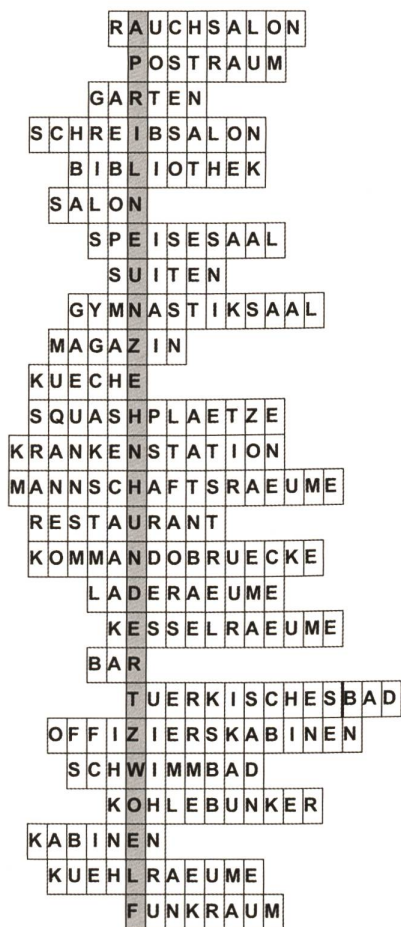 RAUCHSALON
POSTRAUM
GARTEN
SCHREIBSALON
BIBLIOTHEK
SALON
SPEISESAAL
SUITEN
GYMNASTIKSAAL
MAGAZIN
KUECHE
SQUASHPLAETZE
KRANKENSTATION
MANNSCHAFTSRAEUME
RESTAURANT
KOMMANDOBRUECKE
LADERAEUME
KESSELRAEUME
BAR
TUERKISCHESBAD
OFFIZIERSKABINEN
SCHWIMMBAD
KOHLEBUNKER
KABINEN
KUEHLRAEUME
FUNKRAUM